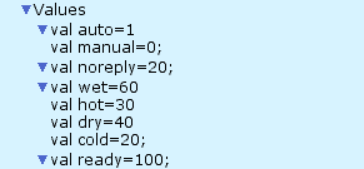 Values
val auto=1
val manual=0;
val noreply=20;
val wet=60
val hot=30
val dry=40
val cold=20;
val ready=100;